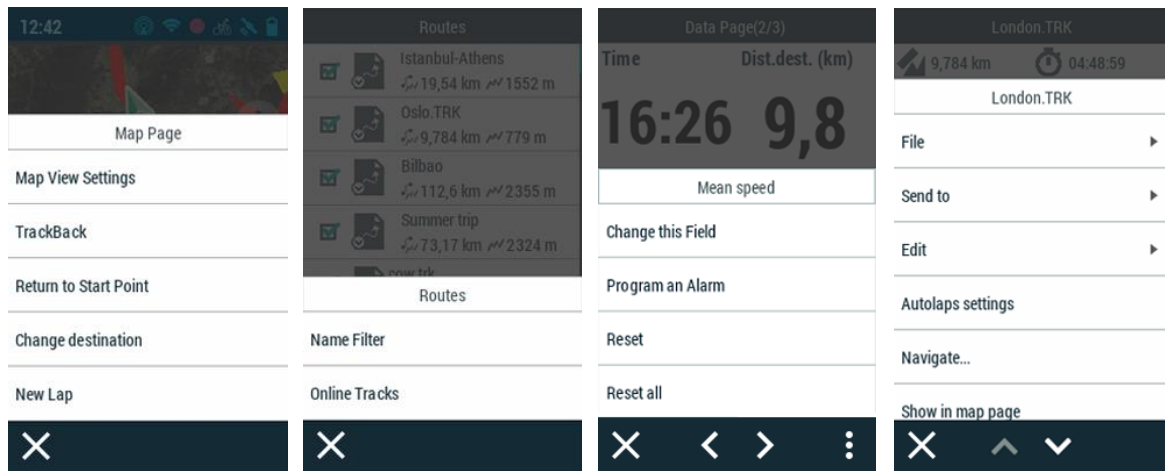 12:42
Map Page
Map View Settings
TrackBack
Return to Start Point
Change destination
New Lap
Routes
Istanbul-Athens
19,54 km 1552 m
Oslo.TRK
9,784 km 779 m
Bilbao
112,6 km 2355 m
Summer trip
73,17 km 2324 m
cow.trk
Routes
Name Filter
Online Tracks
Data Page(2/3)
Time Dist.dest. (km)
16:26 9,8
Mean speed
Change this Field
Program an Alarm
Reset
Reset all
London.TRK
9,784 km 04:48:59
London.TRK
File
Send to
Edit
Autolaps settings
Navigate...
Show in map page